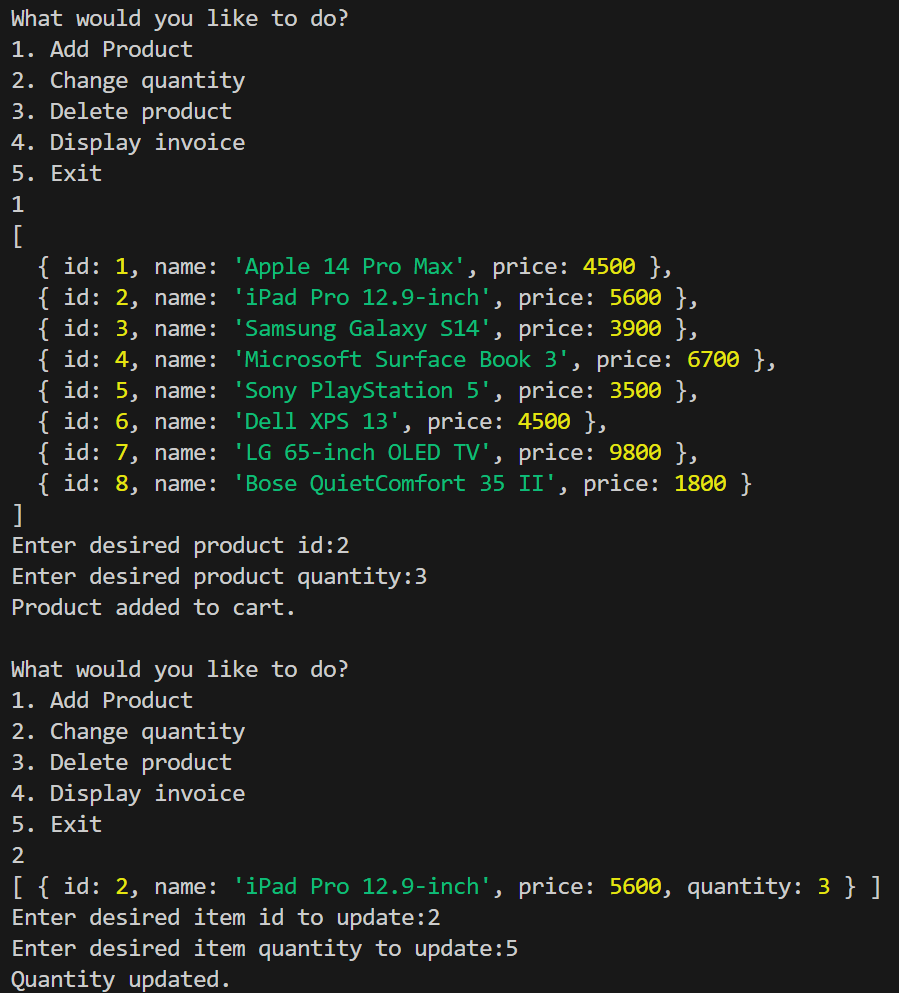 What would you like to do?
1. Add Product
2. Change quantity
3. Delete product
4. Display invoice
5. Exit
1
[
  { id: 1, name: 'Apple 14 Pro Max', price: 4500 },
  { id: 2, name: 'iPad Pro 12.9-inch', price: 5600 },
  { id: 3, name: 'Samsung Galaxy S14', price: 3900 },
  { id: 4, name: 'Microsoft Surface Book 3', price: 6700 },
  { id: 5, name: 'Sony PlayStation 5', price: 3500 },
  { id: 6, name: 'Dell XPS 13', price: 4500 },
  { id: 7, name: 'LG 65-inch OLED TV', price: 9800 },
  { id: 8, name: 'Bose QuietComfort 35 II', price: 1800 }
]
Enter desired product id:2
Enter desired product quantity:3
Product added to cart.

What would you like to do?
1. Add Product
2. Change quantity
3. Delete product
4. Display invoice
5. Exit
2
[ { id: 2, name: 'iPad Pro 12.9-inch', price: 5600, quantity: 3 } ]
Enter desired item id to update:2
Enter desired item quantity to update:5
Quantity updated.